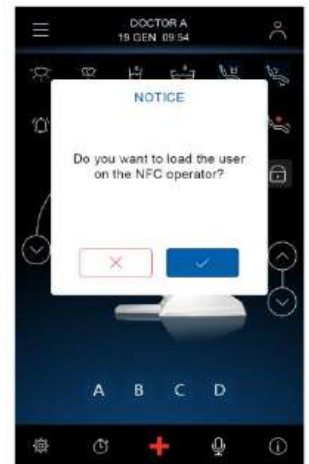 DOCTOR A
19 GEN 09:54
NOTICE
Do you want to load the user
on the NFC operator?
A B C D